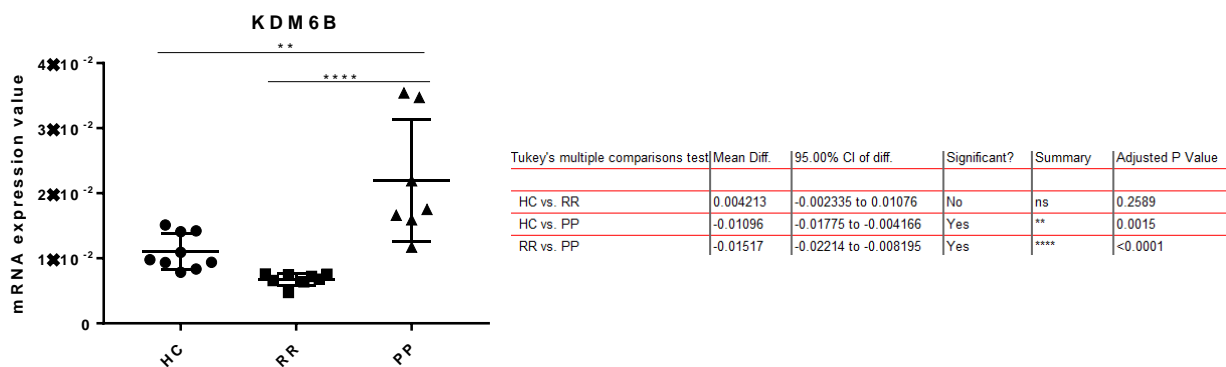 KDM6B
**
****
mRNA expression value
4✖10 -2
3✖10 -2
2✖10 -2
1✖10 -2
0
HC
RR
PP
Tukey's multiple comparisons test Mean Diff. 95.00% CI of diff. Significant? Summary Adjusted P Value
HC vs. RR 0.004213 -0.002335 to 0.01076 No ns 0.2589
HC vs. PP -0.01096 -0.01775 to -0.004166 Yes ** 0.0015
RR vs. PP -0.01517 -0.02214 to -0.008195 Yes **** <0.0001